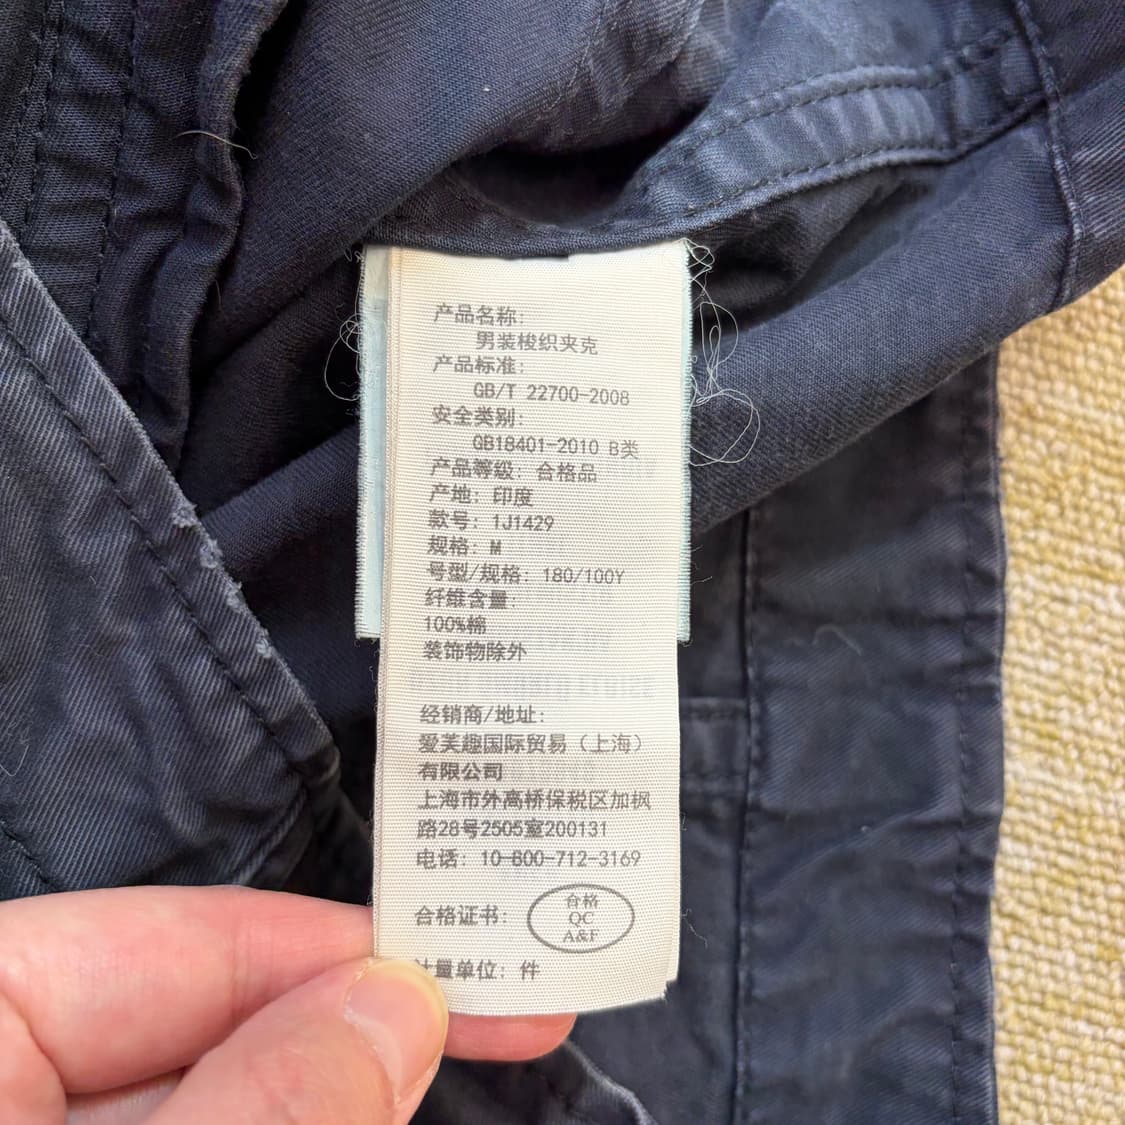 产品名称:
男装梭织夹克
产品标准:
GB/T 22700-2008
安全类别:
GB18401-2010 B类
产品等级: 合格品
产地: 印度
款号: 1J1429
规格: M
号型/规格: 180/100Y
纤维含量:
100%棉
装饰物除外
经销商/地址:
爱芙趣国际贸易（上海）
有限公司
上海市外高桥保税区加枫
路28号2505室200131
电话: 10-800-712-3169
合格证书:
合格
QC
A&F
计量单位: 件